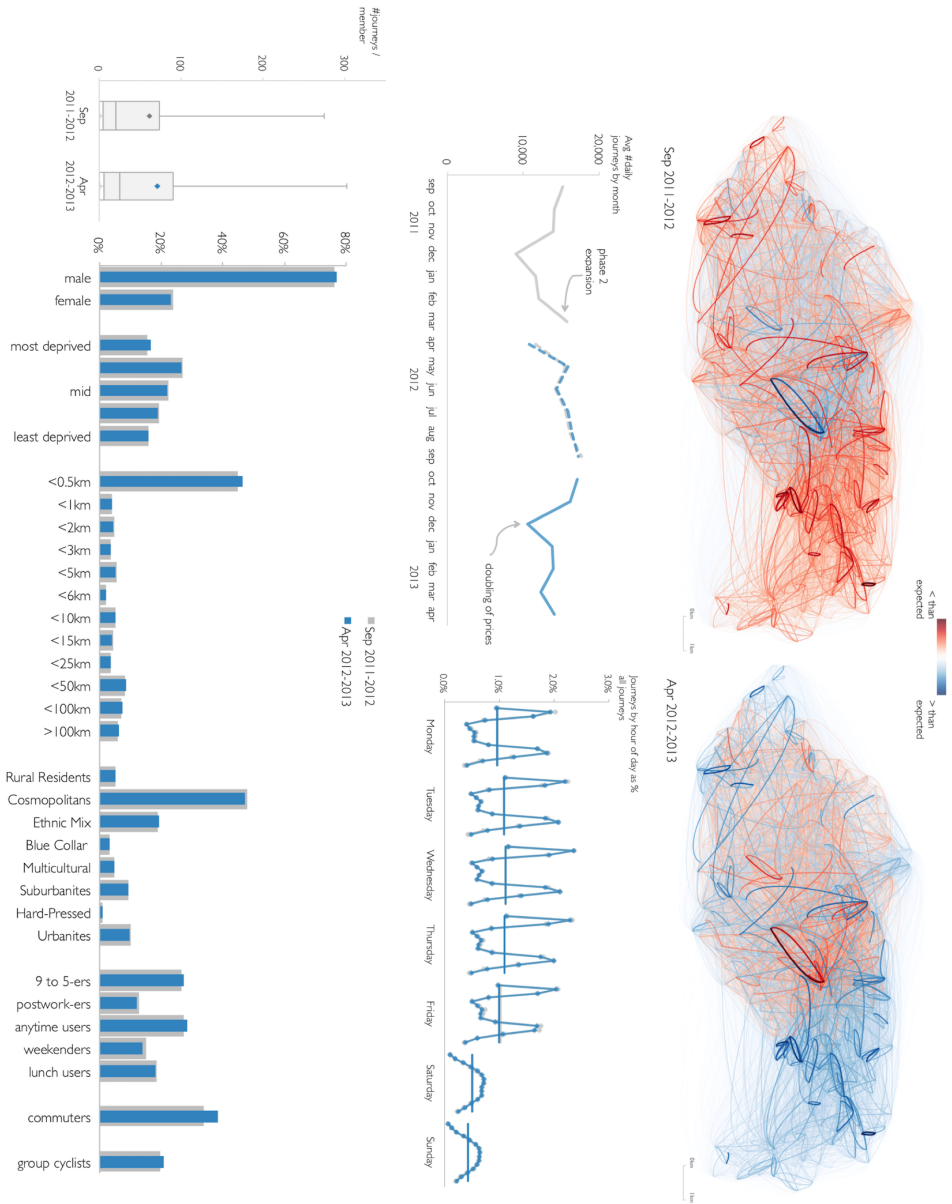 Sep 2011-2012
< than
expected
> than
expected
0km
1km
Apr 2012-2013
0km
1km
Avg #daily
journeys by month
20,000
10,000
0
phase 2
expansion
doubling of prices
sep oct nov dec jan feb mar apr may jun jul aug sep oct nov dec jan feb mar apr
2011
2012
2013
Journeys by hour of day as %
all journeys
3.0%
2.0%
1.0%
0.0%
Monday
Tuesday
Wednesday
Thursday
Friday
Saturday
Sunday
#journeys /
member
300
200
100
0
Sep
2011-2012
Apr
2012-2013
Sep 2011-2012
Apr 2012-2013
80%
60%
40%
20%
0%
male
female
most deprived
mid
least deprived
<0.5km
<1km
<2km
<3km
<5km
<6km
<10km
<15km
<25km
<50km
<100km
>100km
Rural Residents
Cosmopolitans
Ethnic Mix
Blue Collar
Multicultural
Suburbanites
Hard-Pressed
Urbanites
9 to 5-ers
postwork-ers
anytime users
weekenders
lunch users
commuters
group cyclists